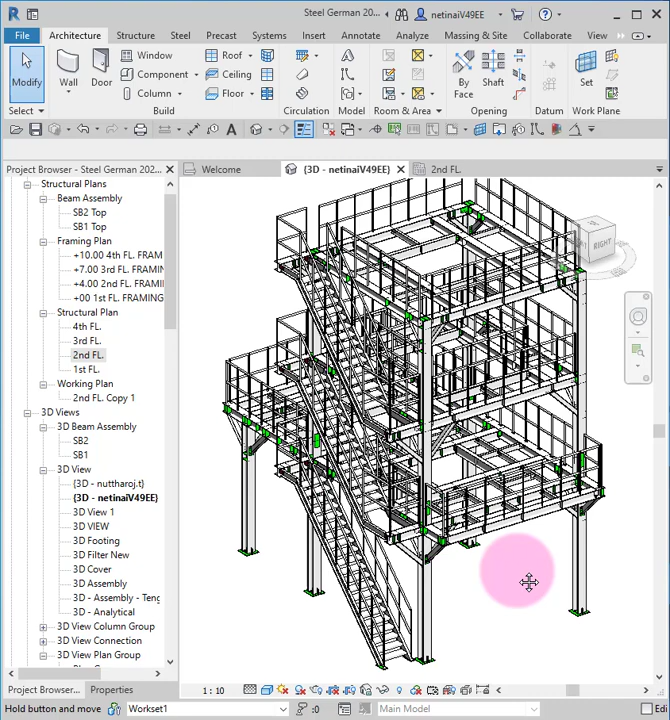 Steel German 20...
netinaiV49EE
File
Architecture
Structure
Steel
Precast
Systems
Insert
Annotate
Analyze
Massing & Site
Collaborate
View
Modify
Wall
Door
Window
Component
Column
Roof
Ceiling
Floor
By
Face
Shaft
Set
Select
Build
Circulation
Model
Room & Area
Opening
Datum
Work Plane
Project Browser - Steel German 202...
Welcome
{3D - netinaiV49EE}
2nd FL.
Structural Plans
Beam Assembly
SB2 Top
SB1 Top
Framing Plan
+10.00 4th FL. FRAM
+7.00 3rd FL. FRAMI
+4.00 2nd FL. FRAMI
+00 1st FL. FRAMING
Structural Plan
4th FL.
3rd FL.
2nd FL.
1st FL.
Working Plan
2nd FL. Copy 1
3D Views
3D Beam Assembly
SB2
SB1
3D View
{3D - nuttharoj.t}
{3D - netinaiV49EE}
3D View 1
3D VIEW
3D Footing
3D Filter New
3D Cover
3D Assembly
3D - Assembly - Teng
3D - Analytical
3D View Column Group
3D View Connection
3D View Plan Group
RIGHT
Project Browser...
Properties
1 : 10
Hold button and move
Workset1
:0
Main Model
Edi